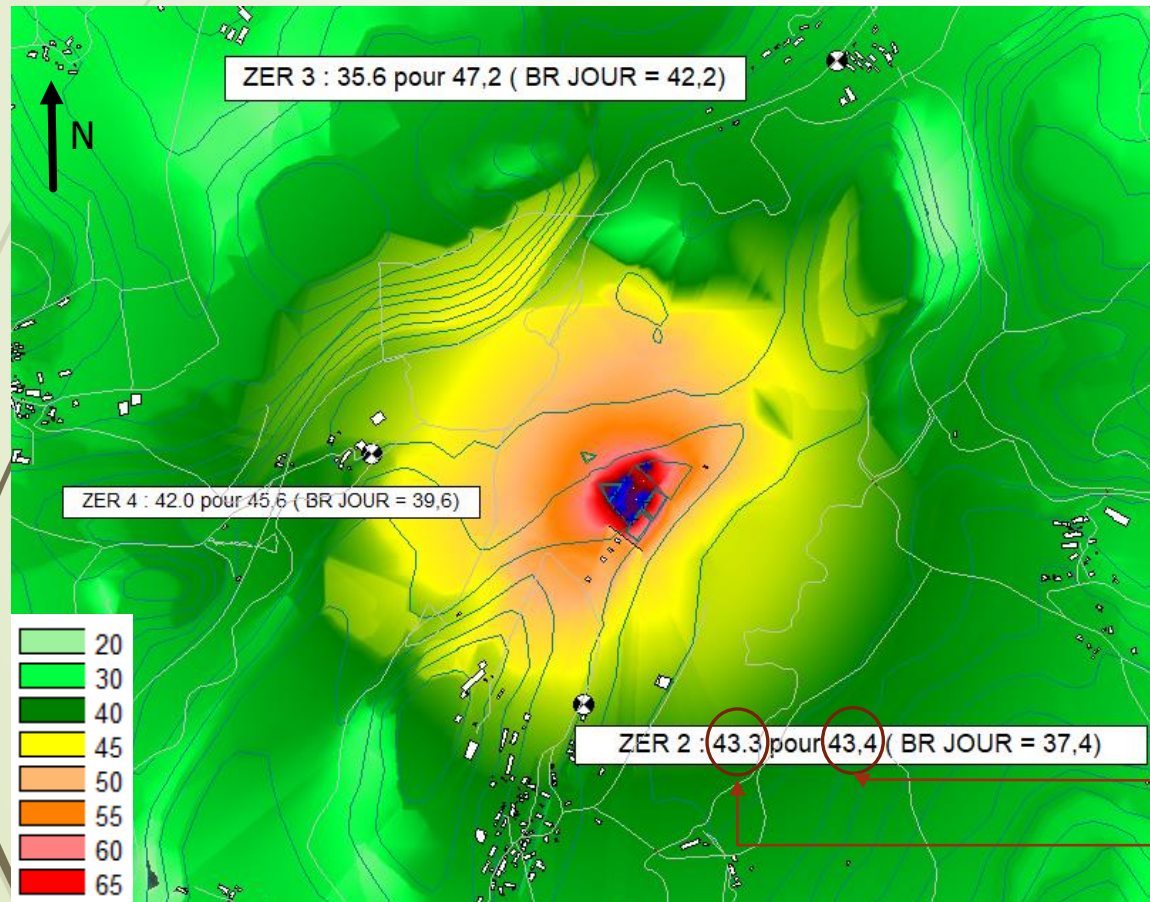 ZER 3 : 35.6 pour 47,2 ( BR JOUR = 42,2)
N
ZER 4 : 42.0 pour 45,6 ( BR JOUR = 39,6)
20
30
40
45
50
55
60
65
ZER 2 : 43.3 pour 43,4 ( BR JOUR = 37,4)